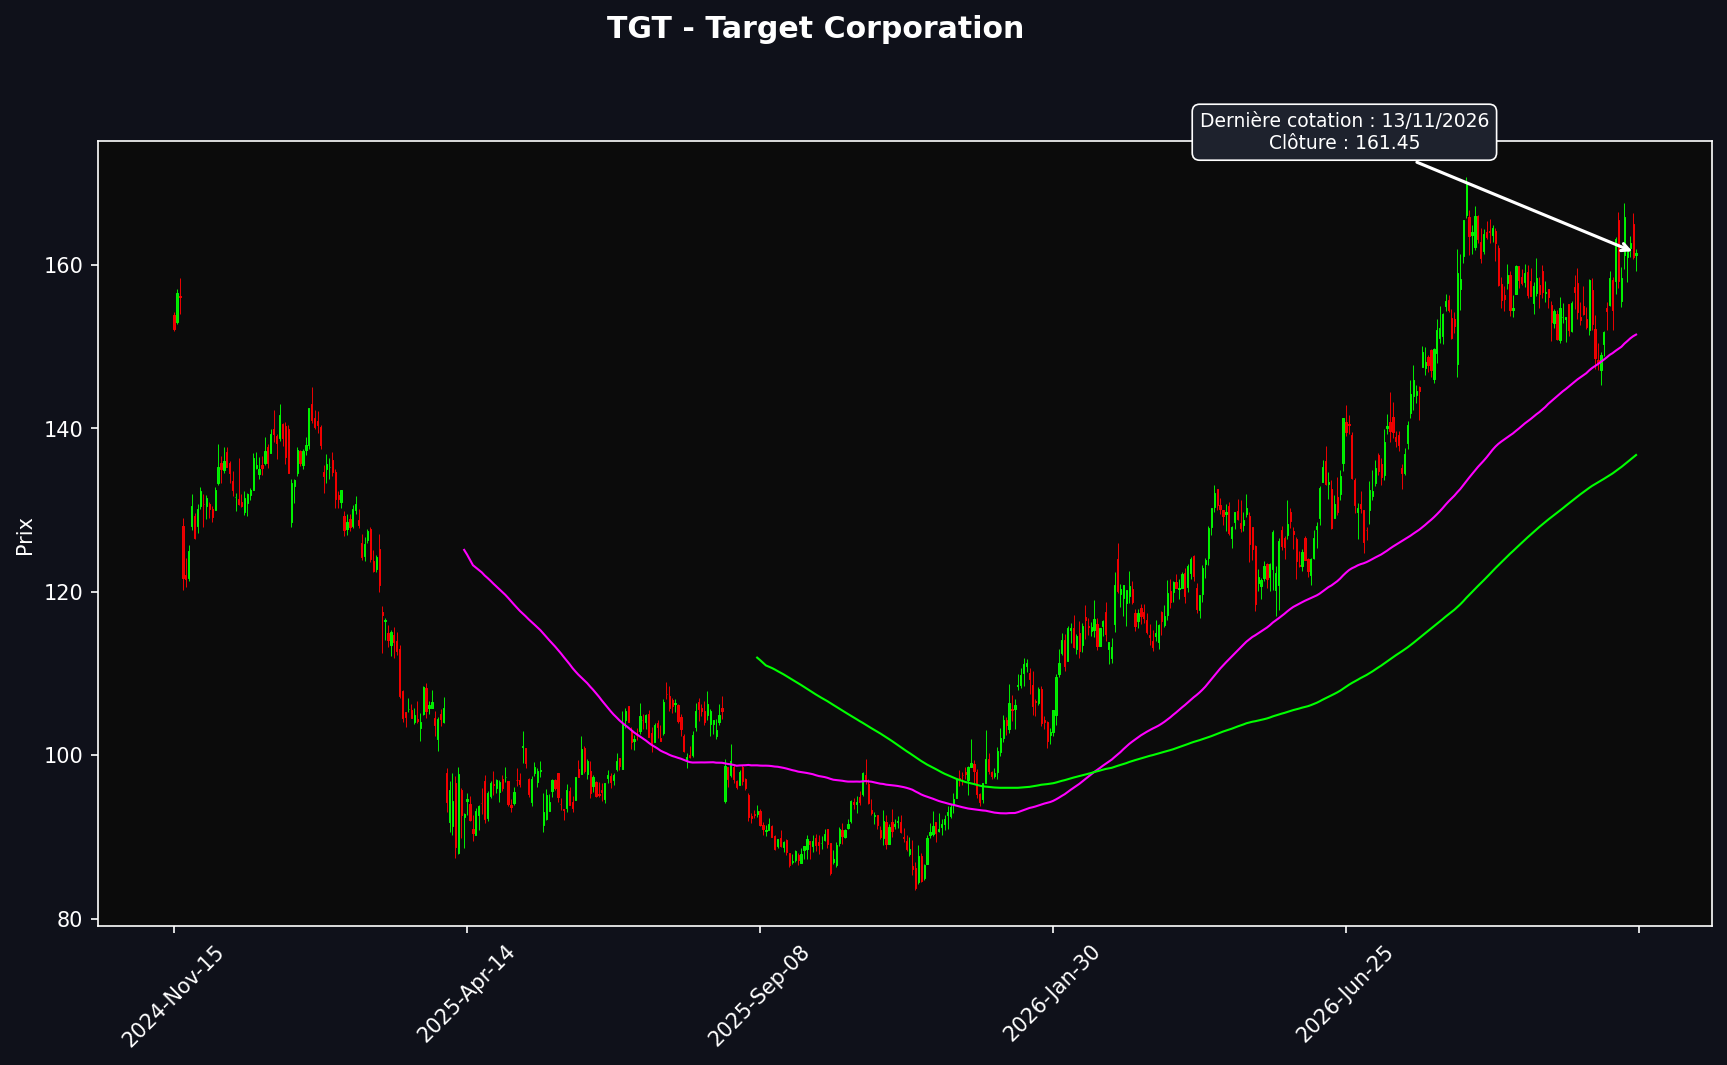 TGT - Target Corporation
Dernière cotation : 13/11/2026
Clôture : 161.45
Prix
160
140
120
100
80
2024-Nov-15
2025-Apr-14
2025-Sep-08
2026-Jan-30
2026-Jun-25